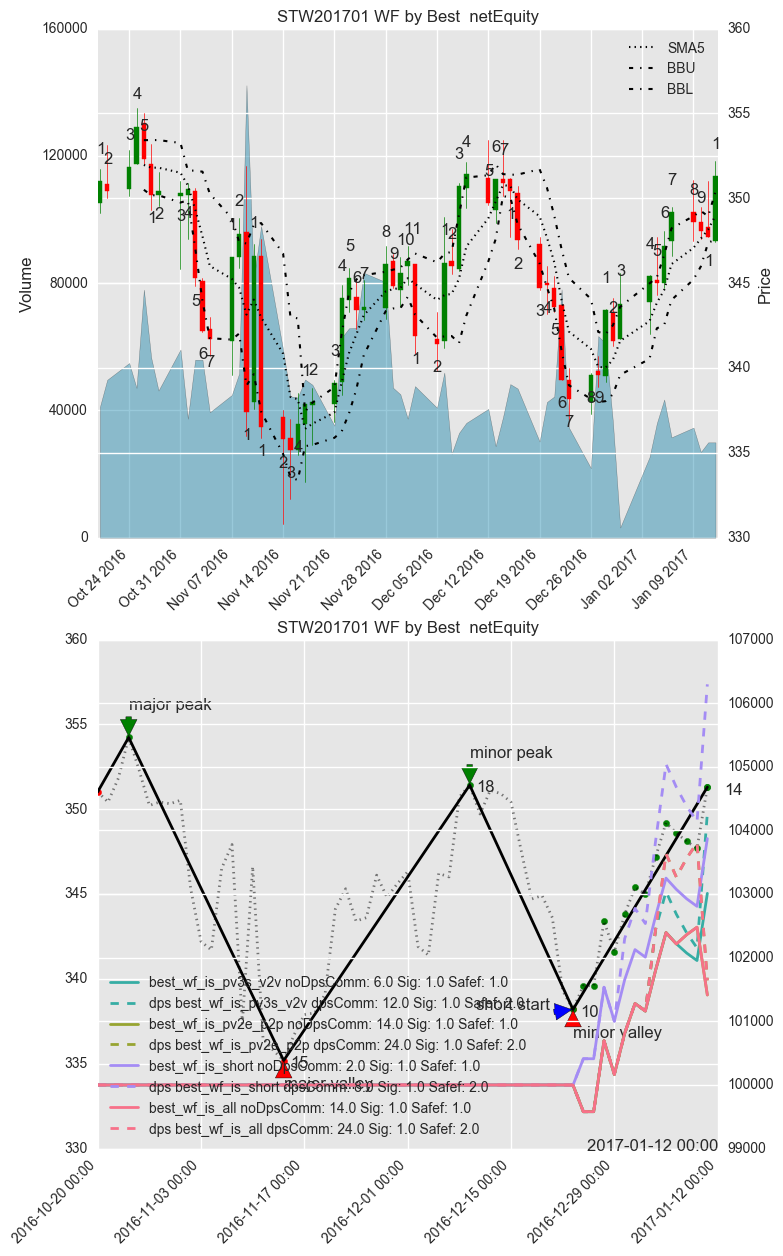 STW201701 WF by Best netEquity
160000
120000
80000
40000
0
Volume
360
355
350
345
340
335
330
Price
SMA5
BBU
BBL
Oct 24 2016
Oct 31 2016
Nov 07 2016
Nov 14 2016
Nov 21 2016
Nov 28 2016
Dec 05 2016
Dec 12 2016
Dec 19 2016
Dec 26 2016
Jan 02 2017
Jan 09 2017
STW201701 WF by Best netEquity
360
355
350
345
340
335
330
107000
106000
105000
104000
103000
102000
101000
100000
99000
major peak
minor peak
18
14
short start
10
minor valley
15
major valley
best_wf_is_pv3s_v2v noDpsComm: 6.0 Sig: 1.0 Safef: 1.0
dps best_wf_is_pv3s_v2v dpsComm: 12.0 Sig: 1.0 Safef: 2.0
best_wf_is_pv2e_p2p noDpsComm: 14.0 Sig: 1.0 Safef: 1.0
dps best_wf_is_pv2e_p2p dpsComm: 24.0 Sig: 1.0 Safef: 2.0
best_wf_is_short noDpsComm: 2.0 Sig: 1.0 Safef: 1.0
dps best_wf_is_short dpsComm: Sig: 1.0 Safef: 2.0
best_wf_is_all noDpsComm: 14.0 Sig: 1.0 Safef: 1.0
dps best_wf_is_all dpsComm: 24.0 Sig: 1.0 Safef: 2.0
2017-01-12 00:00
2016-10-20 00:00
2016-11-03 00:00
2016-11-17 00:00
2016-12-01 00:00
2016-12-15 00:00
2016-12-29 00:00
2017-01-12 00:00